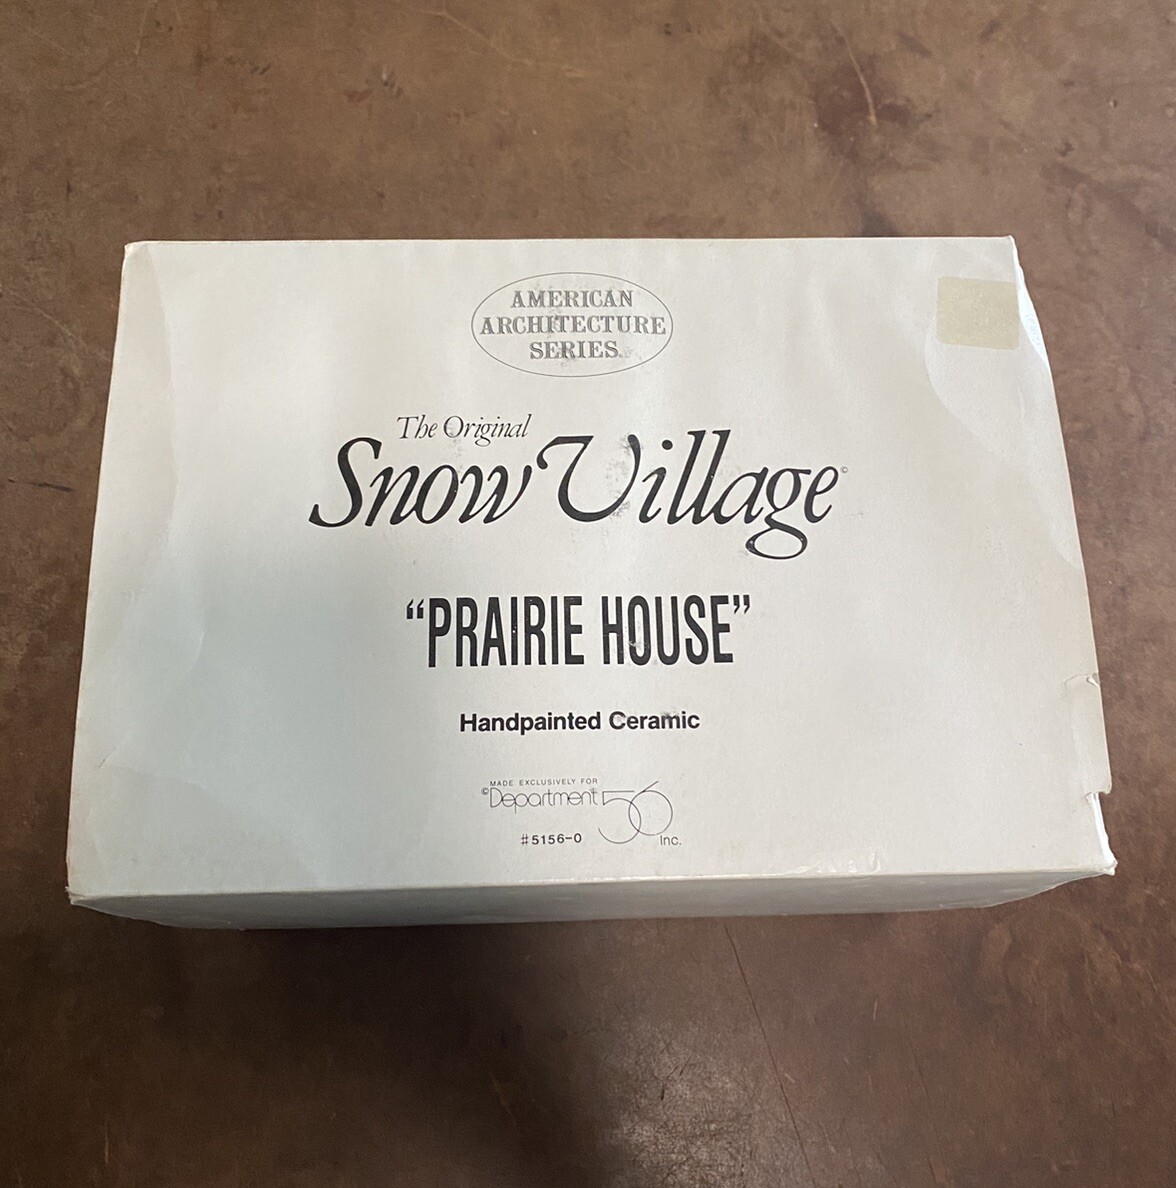 AMERICAN
ARCHITECTURE
SERIES
The Original
Snow Village©
“PRAIRIE HOUSE”
Handpainted Ceramic
MADE EXCLUSIVELY FOR
©Department 56
#5156-0 Inc.